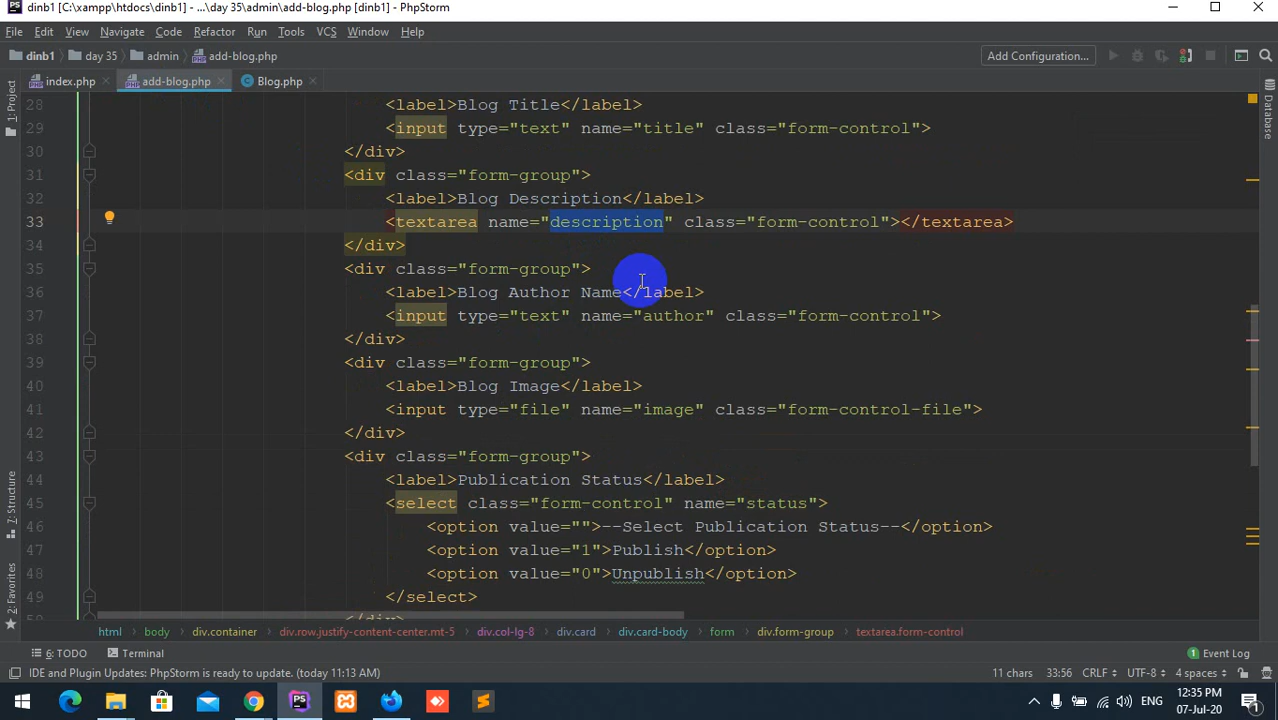 dinb1 [C:\xampp\htdocs\dinb1] - ...\day 35\admin\add-blog.php [dinb1] - PhpStorm
File Edit View Navigate Code Refactor Run Tools VCS Window Help
dinb1 day 35 admin add-blog.php Add Configuration...
index.php add-blog.php Blog.php
1: Project
7: Structure
2: Favorites
Database
28 <label>Blog Title</label>
29 <input type="text" name="title" class="form-control">
30 </div>
31 <div class="form-group">
32 <label>Blog Description</label>
33 <textarea name="description" class="form-control"></textarea>
34 </div>
35 <div class="form-group">
36 <label>Blog Author Name</label>
37 <input type="text" name="author" class="form-control">
38 </div>
39 <div class="form-group">
40 <label>Blog Image</label>
41 <input type="file" name="image" class="form-control-file">
42 </div>
43 <div class="form-group">
44 <label>Publication Status</label>
45 <select class="form-control" name="status">
46 <option value="">--Select Publication Status--</option>
47 <option value="1">Publish</option>
48 <option value="0">Unpublish</option>
49 </select>
</div>
html body div.container div.row.justify-content-center.mt-5 div.col-lg-8 div.card div.card-body form div.form-group textarea.form-control
6: TODO Terminal 1 Event Log
IDE and Plugin Updates: PhpStorm is ready to update. (today 11:13 AM) 11 chars 33:56 CRLF UTF-8 4 spaces
ENG 12:35 PM
07-Jul-20